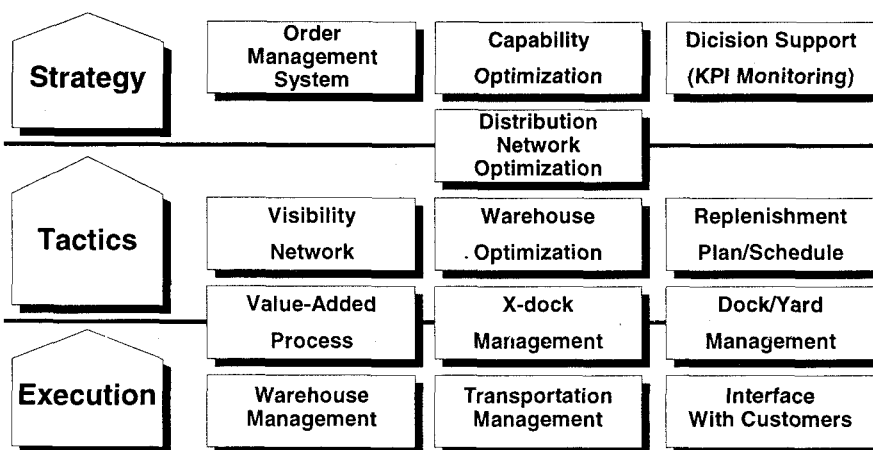 Strategy
Order
Management
System
Capability
Optimization
Dicision Support
(KPI Monitoring)
Distribution
Network
Optimization
Tactics
Visibility
Network
Warehouse
Optimization
Replenishment
Plan/Schedule
Value-Added
Process
X-dock
Management
Dock/Yard
Management
Execution
Warehouse
Management
Transportation
Management
Interface
With Customers